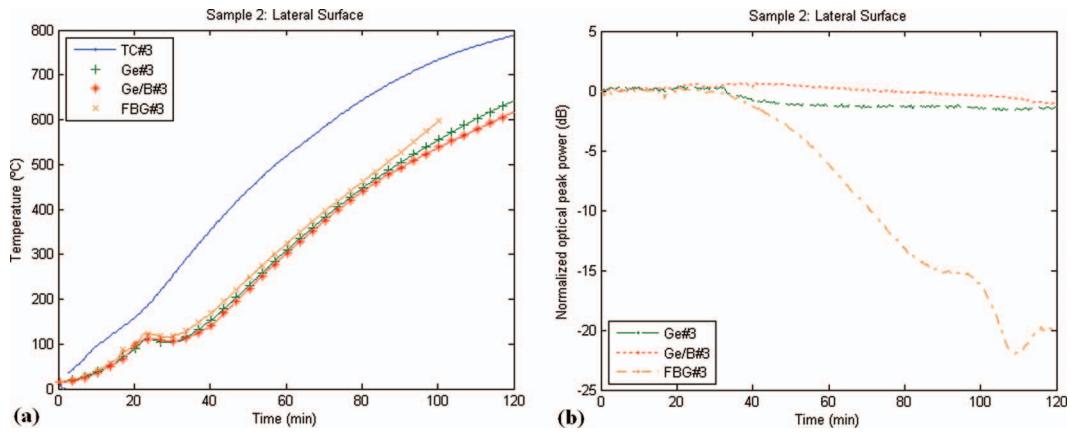 Sample 2: Lateral Surface
800
700
600
500
400
300
200
100
0
Temperature (ºC)
TC#3
Ge#3
Ge/B#3
FBG#3
0 20 40 60 80 100 120
Time (min)
(a)
Sample 2: Lateral Surface
5
0
-5
-10
-15
-20
-25
Normalized optical peak power (dB)
Ge#3
Ge/B#3
FBG#3
0 20 40 60 80 100 120
Time (min)
(b)